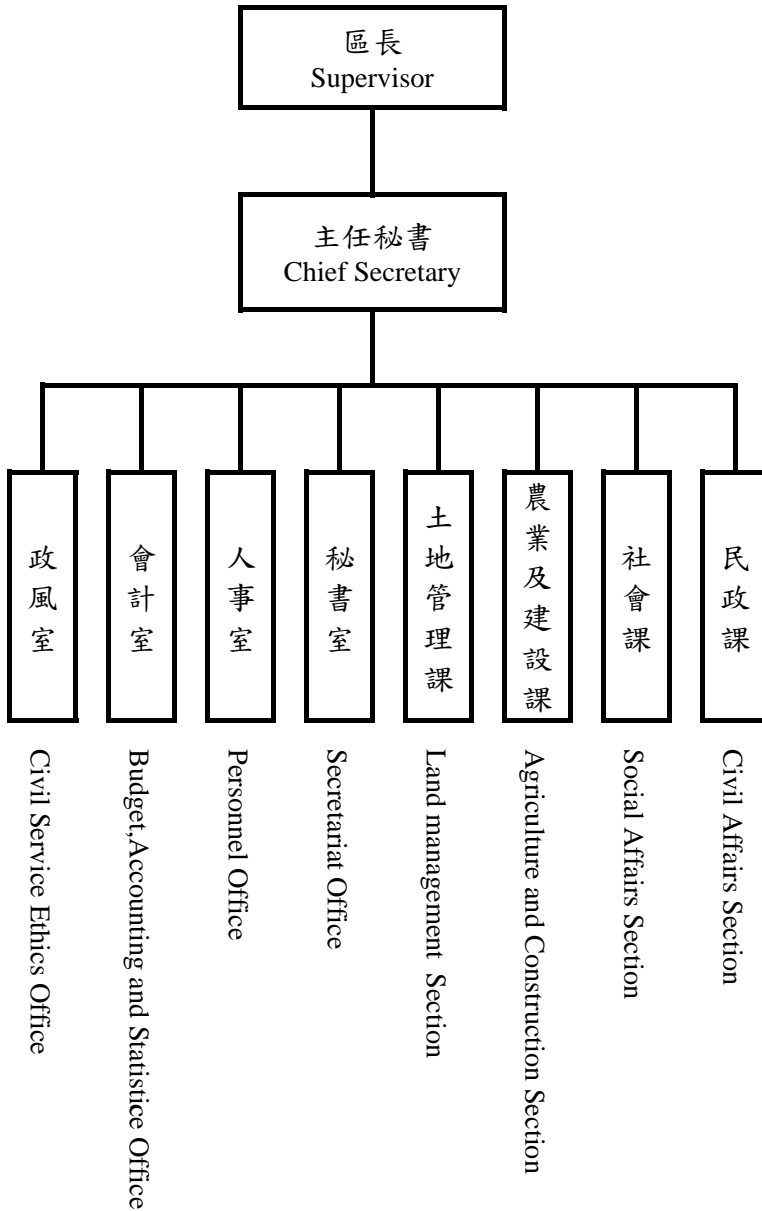 區長
Supervisor
主任秘書
Chief Secretary
政風室
會計室
人事室
秘書室
土地管理課
農業及建設課
社會課
民政課
Civil Service Ethics Office
Budget,Accounting and Statistice Office
Personnel Office
Secretariat Office
Land management Section
Agriculture and Construction Section
Social Affairs Section
Civil Affairs Section